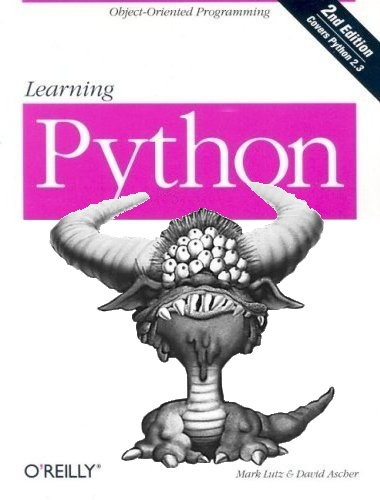 Object-Oriented Programming
2nd Edition
Covers Python 2.3
Learning
Python
O'REILLY®
Mark Lutz & David Ascher